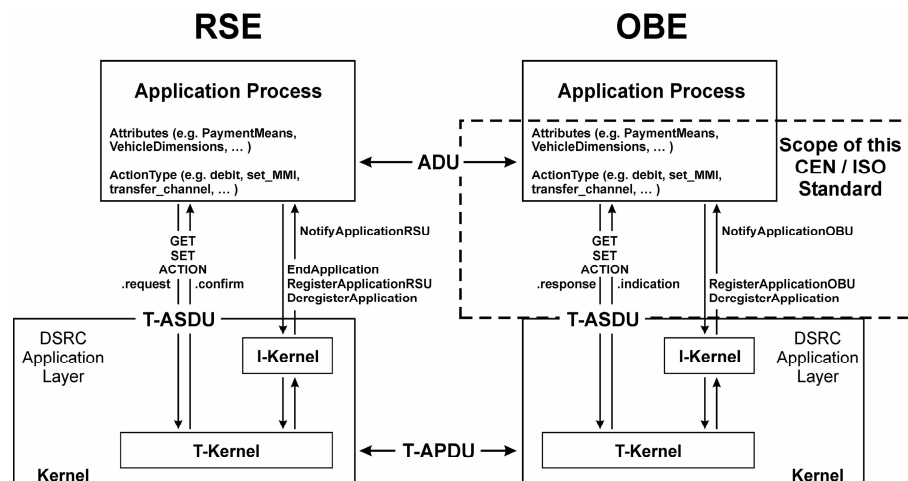 RSE
OBE
Application Process
Attributes (e.g. PaymentMeans,
VehicleDimensions, ... )
ActionType (e.g. debit, set_MMI,
transfer_channel, ... )
ADU
Application Process
Attributes (e.g. PaymentMeans,
VehicleDimensions, ... )
ActionType (e.g. debit, set_MMI,
transfer_channel, ... )
Scope of this
CEN / ISO
Standard
GET
SET
ACTION
.request
.confirm
NotifyApplicationRSU
EndApplication
RegisterApplicationRSU
DeregisterApplication
GET
SET
ACTION
.response
.indication
NotifyApplicationOBU
RegisterApplicationOBU
DeregisterApplication
T-ASDU
DSRC
Application
Layer
I-Kernel
T-Kernel
Kernel
T-APDU
T-ASDU
I-Kernel
DSRC
Application
Layer
T-Kernel
Kernel